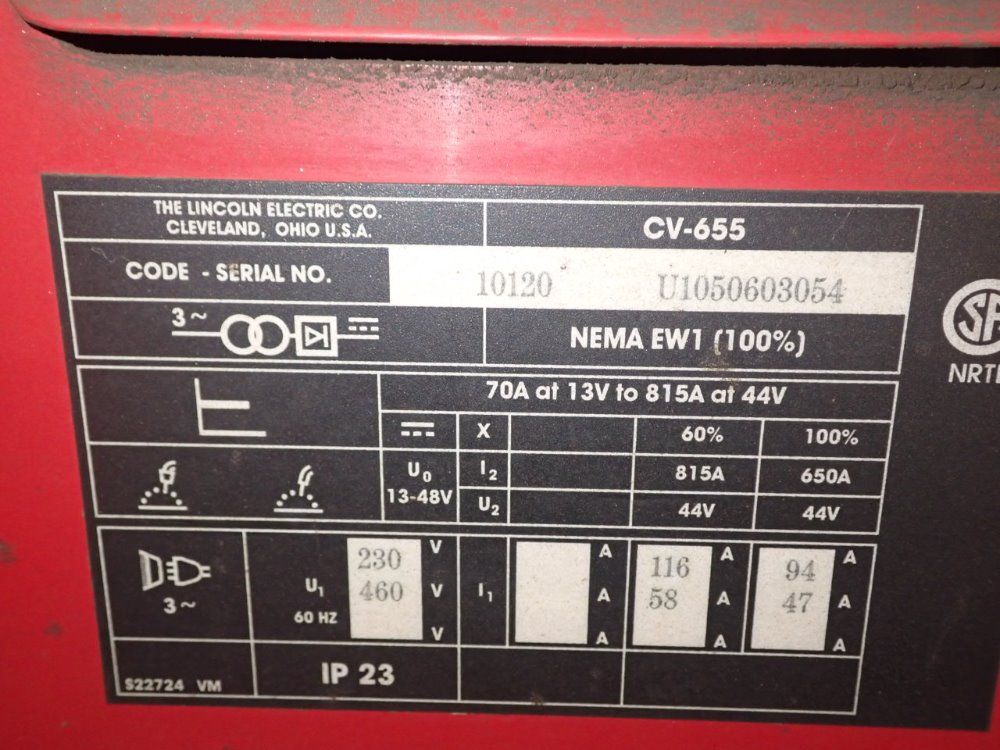 THE LINCOLN ELECTRIC CO.
CLEVELAND, OHIO U.S.A.
CV-655
CODE - SERIAL NO.
10120 U1050603054
3~
NEMA EW1 (100%)
70A at 13V to 815A at 44V
X 60% 100%
U0
13-48V
I2 815A 650A
U2 44V 44V
3~
U1
60 HZ
230 V
460 V
V
I1
A
A
A
116 A
58 A
A
94 A
47 A
A
S22724 VM
IP 23